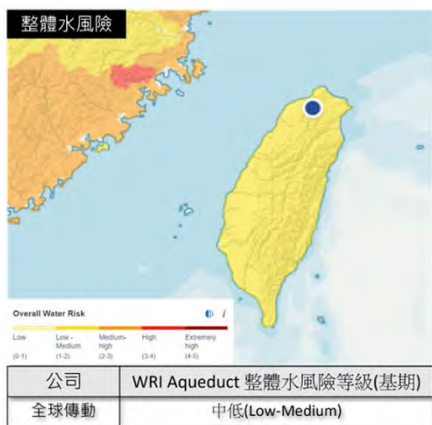 整體水風險
Overall Water Risk
Low
Low - Medium
Medium-high
High
Extremely high
(0-1)
(1-2)
(2-3)
(3-4)
(4-5)
公司
WRI Aqueduct 整體水風險等級(基期)
全球傳動
中低(Low-Medium)